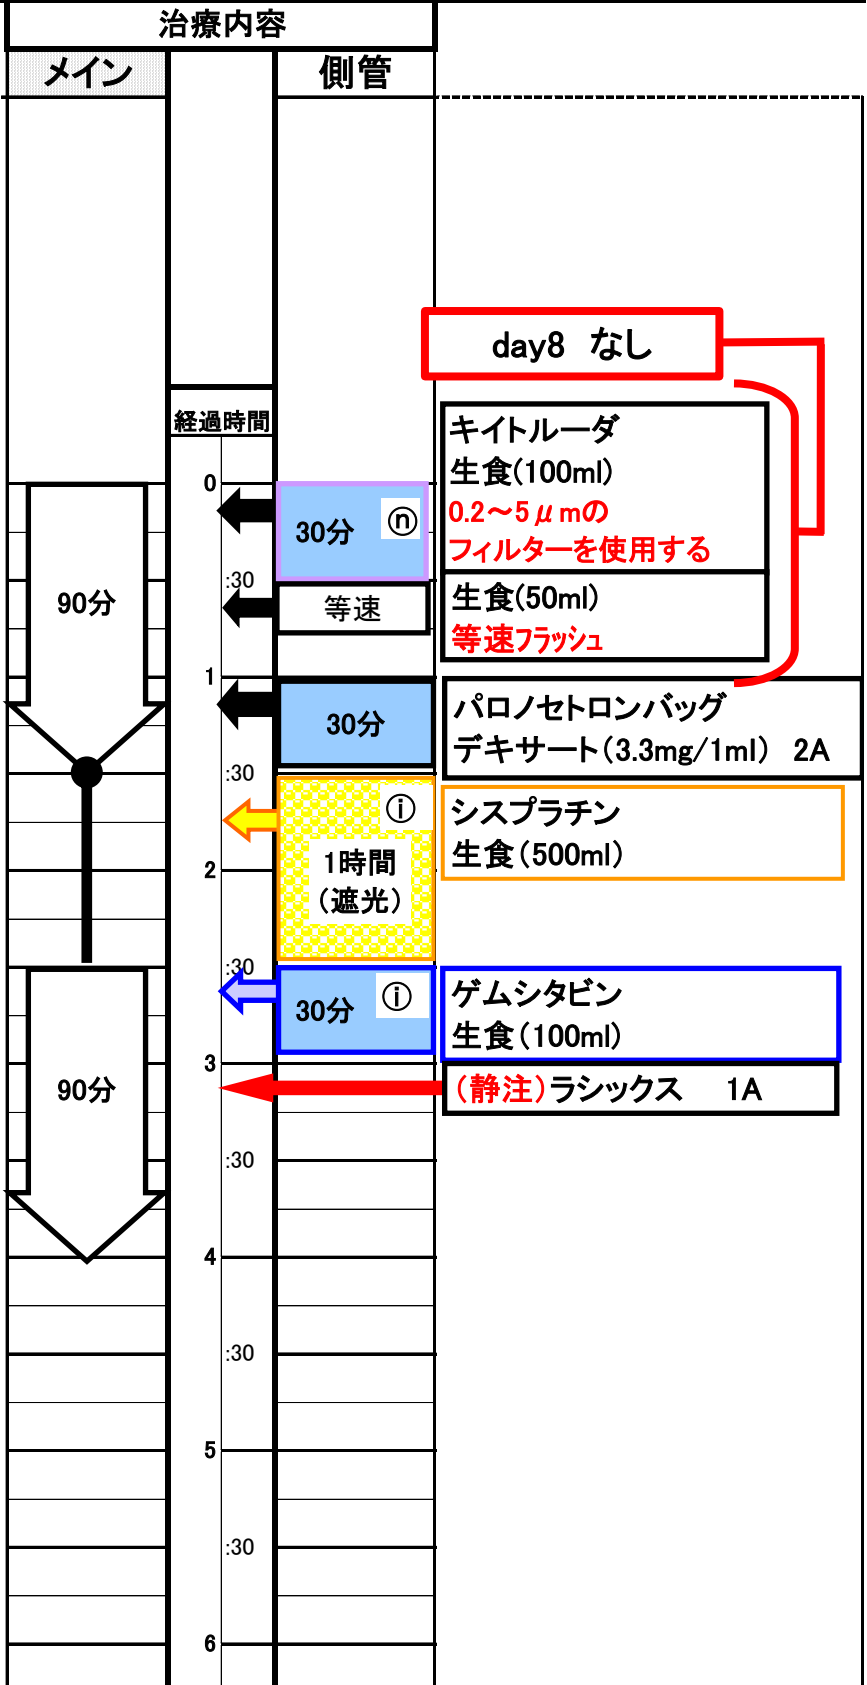 治療内容
メイン
側管
day8 なし
経過時間
キイトルーダ
生食(100ml)
0.2～5μmの
フィルターを使用する
0
30分
ⓝ
:30
90分
等速
生食(50ml)
等速フラッシュ
1
30分
パロノセトロンバッグ
デキサート(3.3mg/1ml) 2A
:30
ⓘ
1時間
(遮光)
シスプラチン
生食(500ml)
2
:30
30分
ⓘ
ゲムシタビン
生食(100ml)
3
90分
(静注)ラシックス 1A
:30
4
:30
5
:30
6